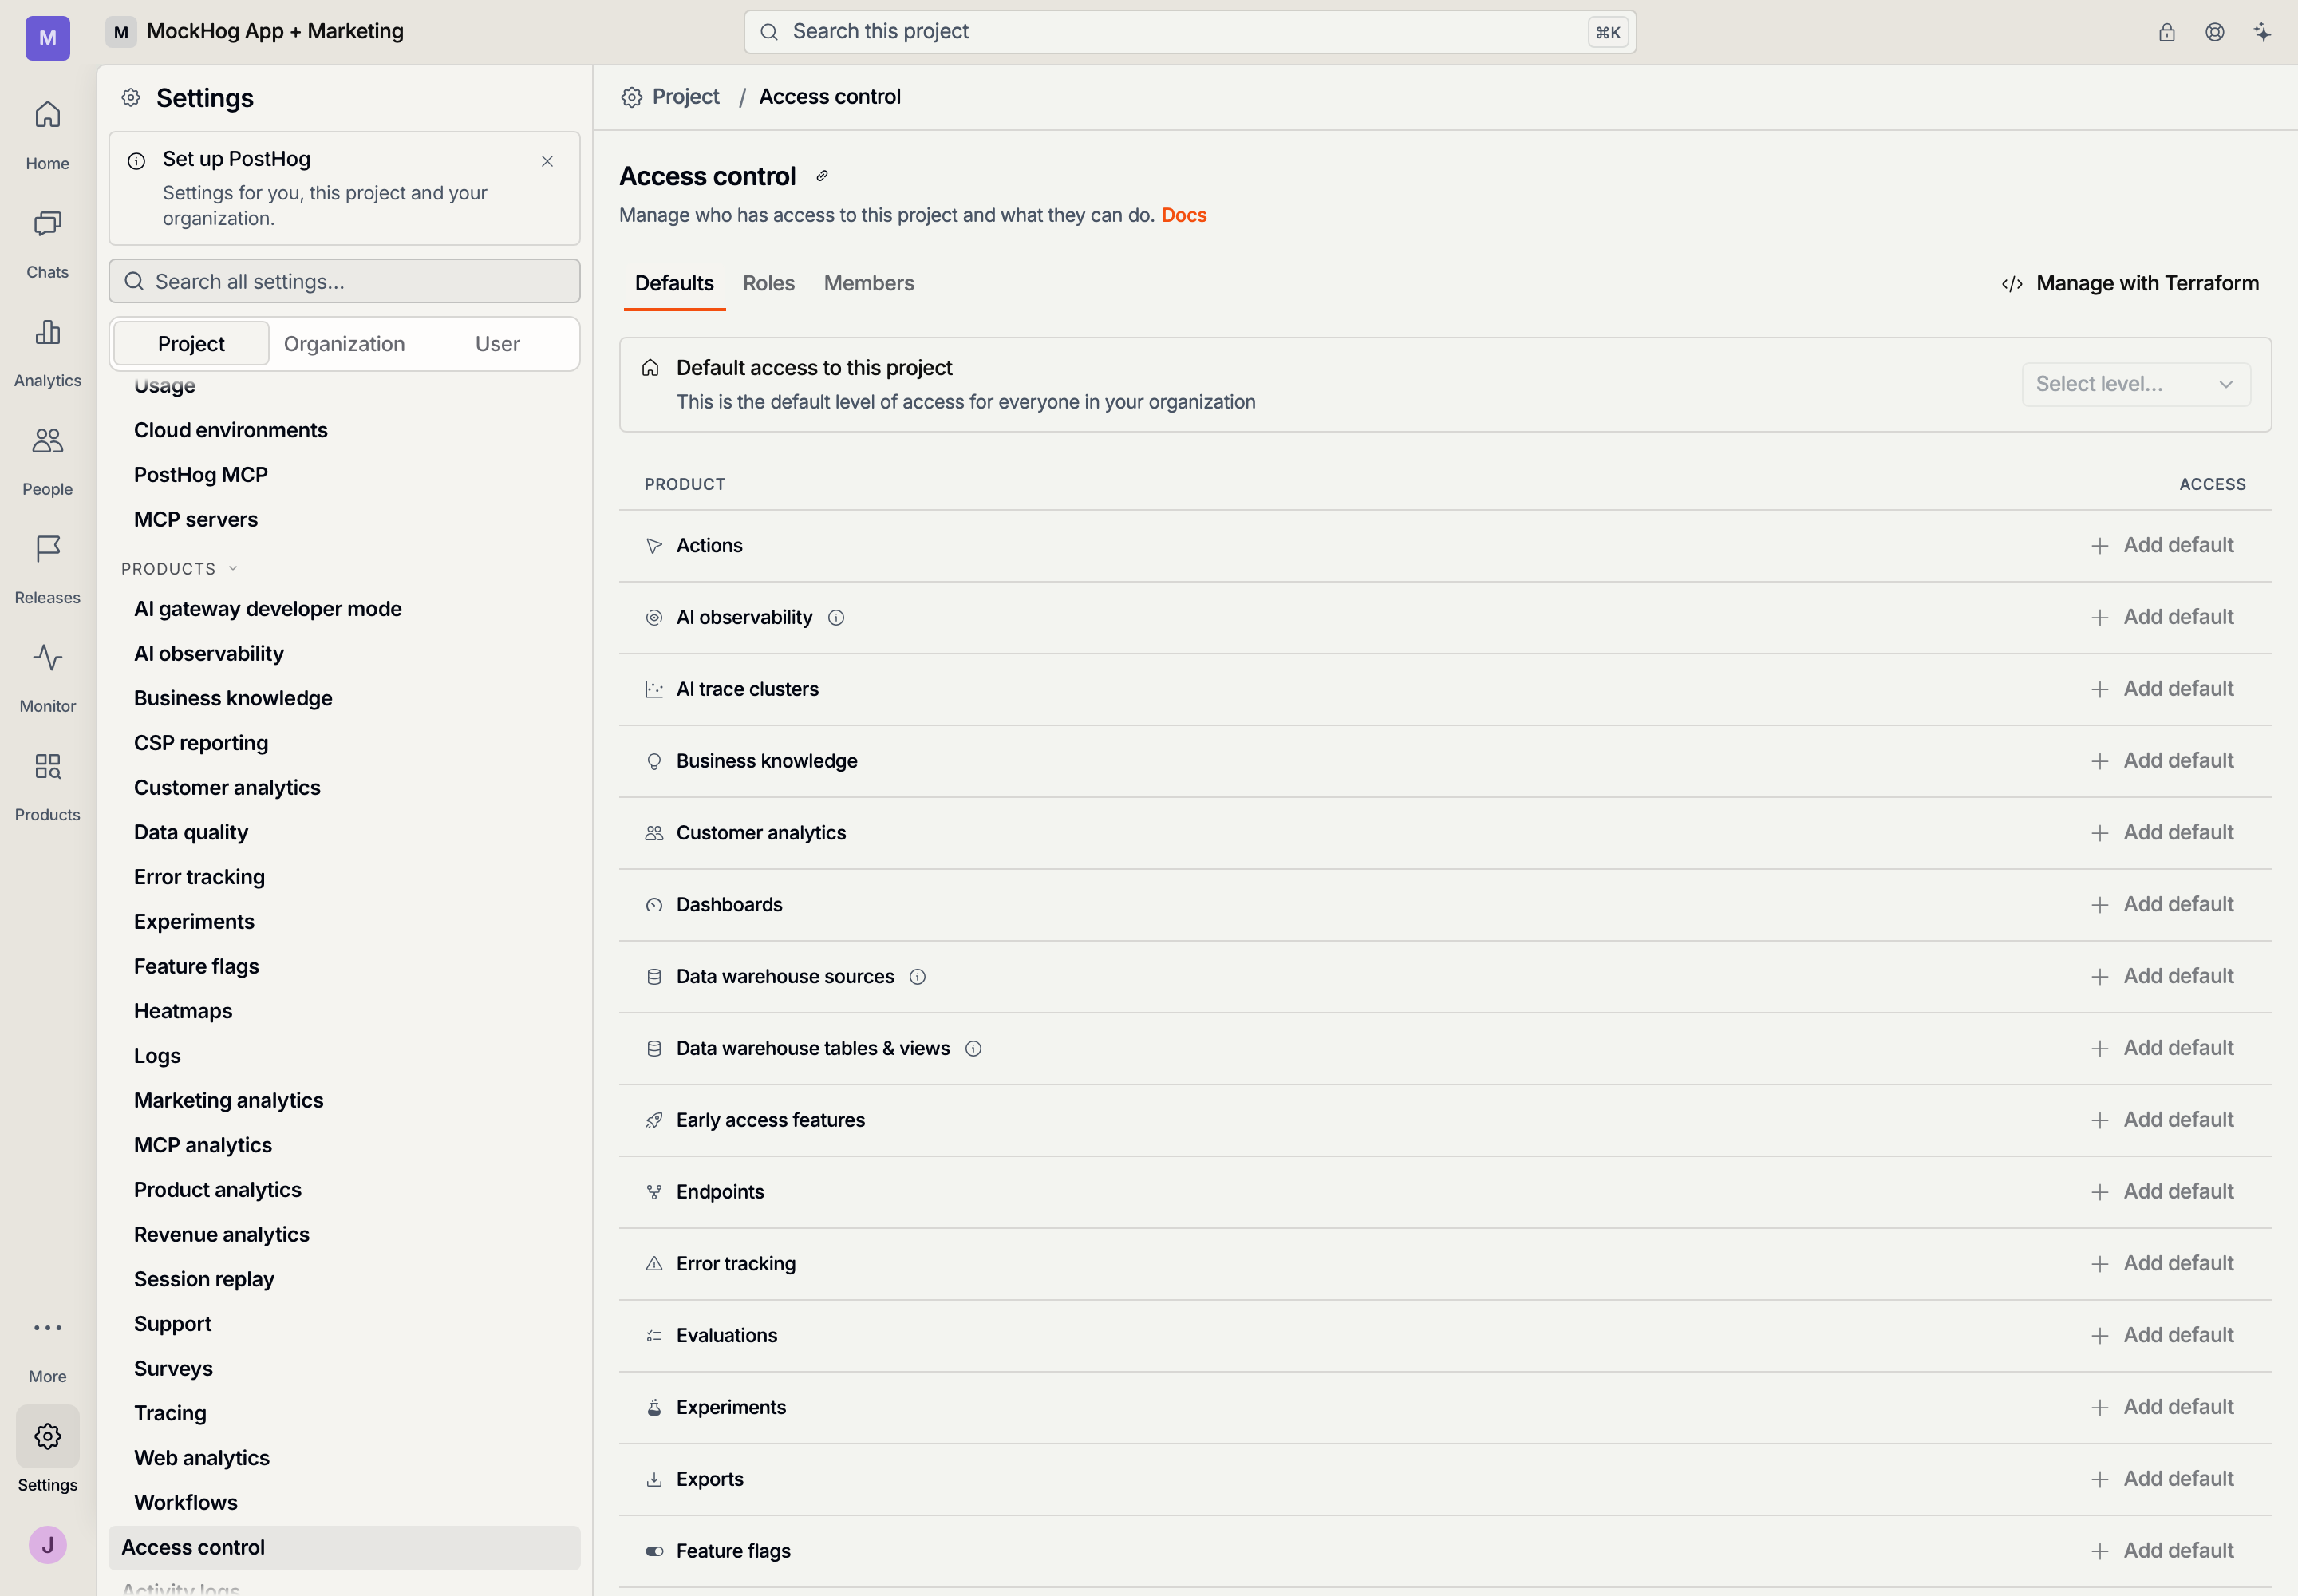 M
M MockHog App + Marketing
Search this project
⌘K
Home
Chats
Analytics
People
Releases
Monitor
Products
More
Settings
J
Settings
Set up PostHog
Settings for you, this project and your
organization.
Search all settings...
Project Organization User
Usage
Cloud environments
PostHog MCP
MCP servers
PRODUCTS
AI gateway developer mode
AI observability
Business knowledge
CSP reporting
Customer analytics
Data quality
Error tracking
Experiments
Feature flags
Heatmaps
Logs
Marketing analytics
MCP analytics
Product analytics
Revenue analytics
Session replay
Support
Surveys
Tracing
Web analytics
Workflows
Access control
Activity logs
Project / Access control
Access control
Manage who has access to this project and what they can do. Docs
Defaults Roles Members
Manage with Terraform
Default access to this project
This is the default level of access for everyone in your organization
Select level...
PRODUCT ACCESS
Actions Add default
AI observability Add default
AI trace clusters Add default
Business knowledge Add default
Customer analytics Add default
Dashboards Add default
Data warehouse sources Add default
Data warehouse tables & views Add default
Early access features Add default
Endpoints Add default
Error tracking Add default
Evaluations Add default
Experiments Add default
Exports Add default
Feature flags Add default